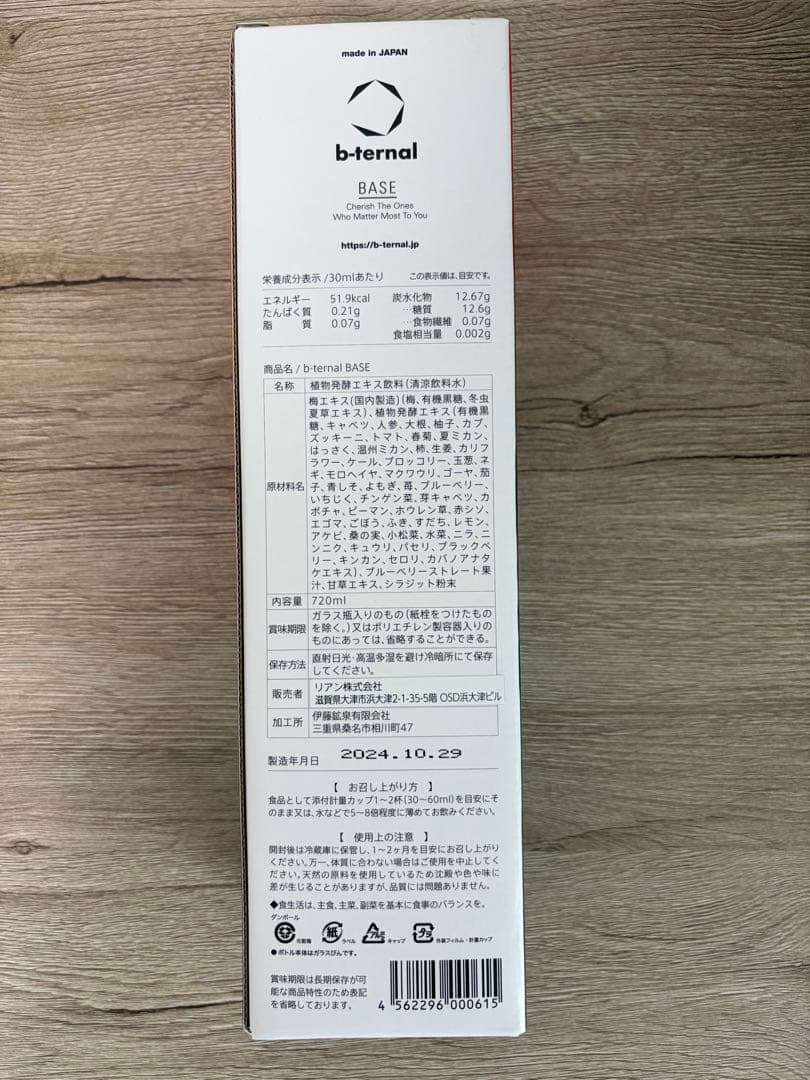 made in JAPAN
b-ternal
BASE
Cherish The Ones
Who Matter Most To You
https://b-ternal.jp
栄養成分表示 /30mlあたり この表示値は、目安です。
エネルギー 51.9kcal 炭水化物 12.67g
たんぱく質 0.21g …糖質 12.6g
脂質 0.07g …食物繊維 0.07g
食塩相当量 0.002g
商品名 / b-ternal BASE
名称 植物発酵エキス飲料(清涼飲料水)
原材料名
梅エキス(国内製造)(梅、有機黒糖、冬虫
夏草エキス)、植物発酵エキス(有機黒
糖、キャベツ、人参、大根、柚子、カブ、
ズッキーニ、トマト、春菊、夏ミカン、
はっさく、温州ミカン、柿、生姜、カリフ
ラワー、ケール、ブロッコリー、玉葱、ネ
ギ、モロヘイヤ、マクワウリ、ゴーヤ、茄
子、青しそ、よもぎ、苺、ブルーベリー、
いちじく、チンゲン菜、芽キャベツ、カ
ボチャ、ピーマン、ホウレン草、赤シソ、
エゴマ、ごぼう、ふき、すだち、レモン、
アケビ、桑の実、小松菜、水菜、ニラ、ニ
ンニク、キュウリ、パセリ、ブラックベ
リー、キンカン、セロリ、カバノアナタ
ケエキス)、ブルーベリーストレート果
汁、甘草エキス、シラジット粉末
内容量 720ml
賞味期限
ガラス瓶入りのもの(紙栓をつけたもの
を除く。)又はポリエチレン製容器入りの
ものにあっては、省略することができる。
保存方法
直射日光・高温多湿を避け冷暗所にて保存
してください。
販売者
リアン株式会社
滋賀県大津市浜大津2-1-35-5階 OSD浜大津ビル
加工所
伊藤鉱泉有限会社
三重県桑名市相川町47
製造年月日 2024.10.29
【 お召し上がり方 】
食品として添付計量カップ1~2杯(30~60ml)を目安にそ
のまま又は、水などで5~8倍程度に薄めてお飲みください。
【 使用上の注意 】
開封後は冷蔵庫に保管し、1~2ヶ月を目安にお召し上がり
ください。万一、体質に合わない場合はご使用を中止してく
ださい。天然の原料を使用しているため沈殿や色や味に
差が生じることがありますが、品質には問題ありません。
◆食生活は、主食、主菜、副菜を基本に食事のバランスを。
ダンボール
化粧箱 紙 ラベル アルミ キャップ プラ 外装フィルム・計量カップ
●ボトル本体はガラスびんです。
賞味期限は長期保存が可
能な商品特性のため表記
を省略しております。
4 562296 000615